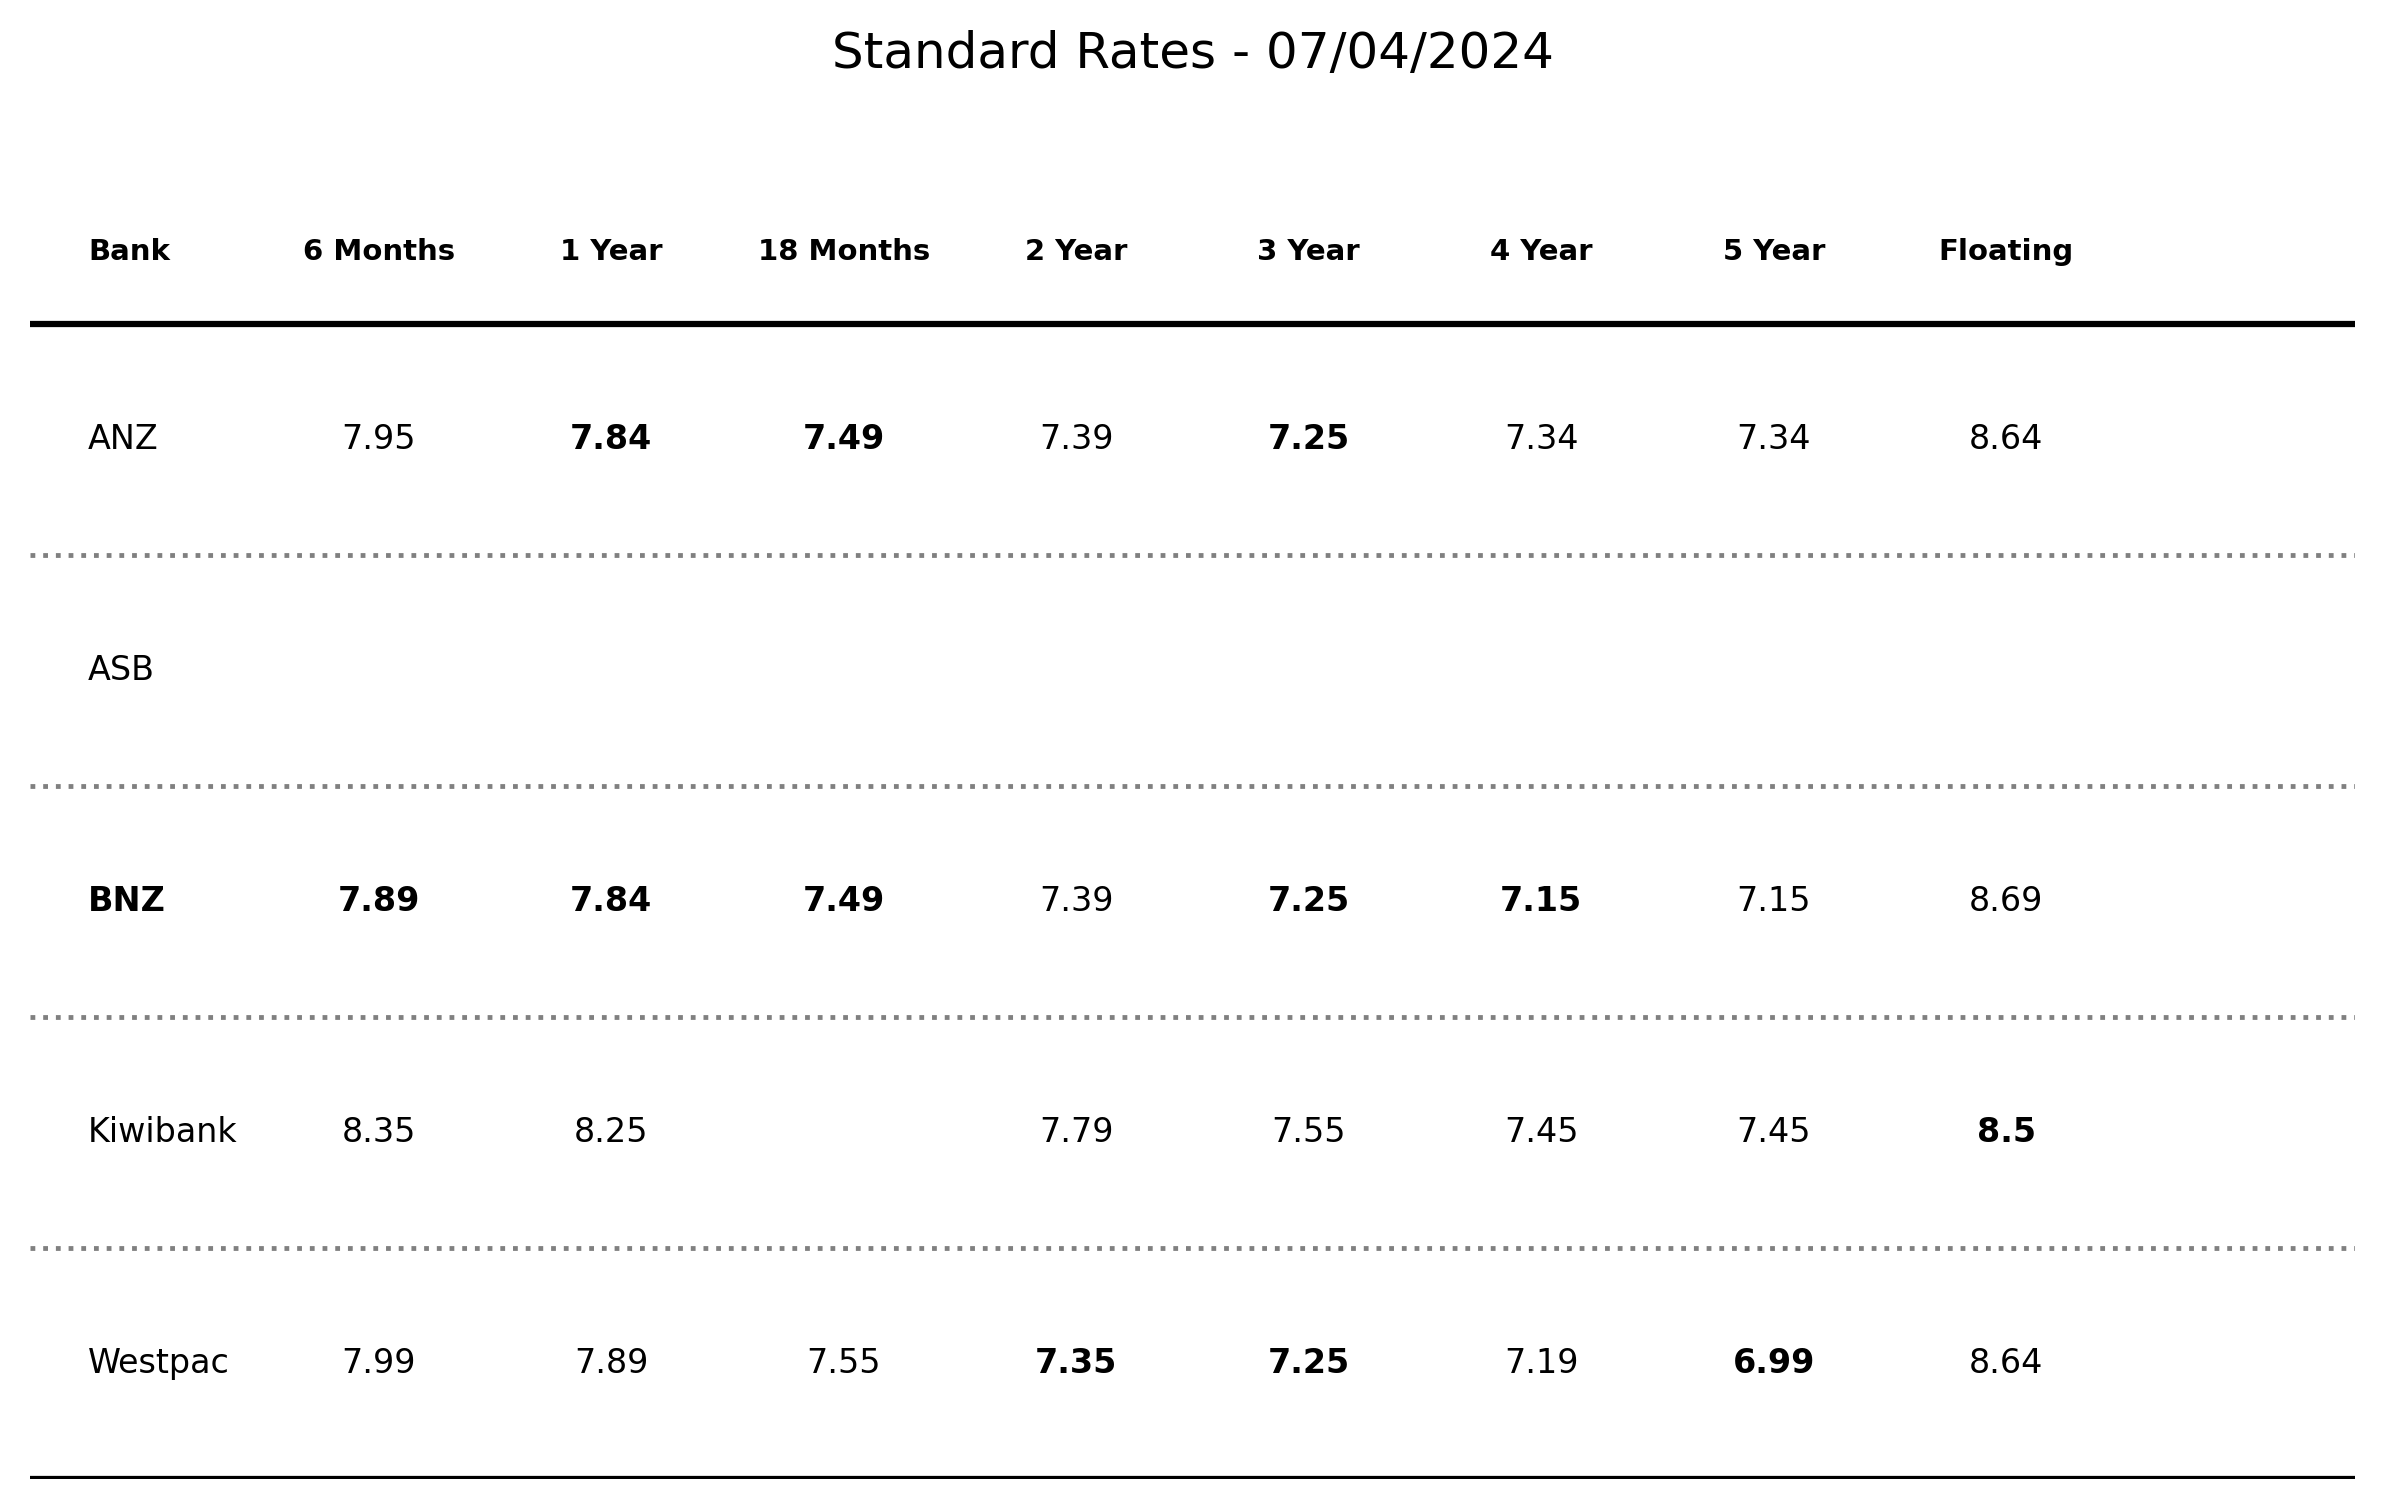 Standard Rates - 07/04/2024
Bank 6 Months 1 Year 18 Months 2 Year 3 Year 4 Year 5 Year Floating
ANZ 7.95 7.84 7.49 7.39 7.25 7.34 7.34 8.64
ASB
BNZ 7.89 7.84 7.49 7.39 7.25 7.15 7.15 8.69
Kiwibank 8.35 8.25 7.79 7.55 7.45 7.45 8.5
Westpac 7.99 7.89 7.55 7.35 7.25 7.19 6.99 8.64